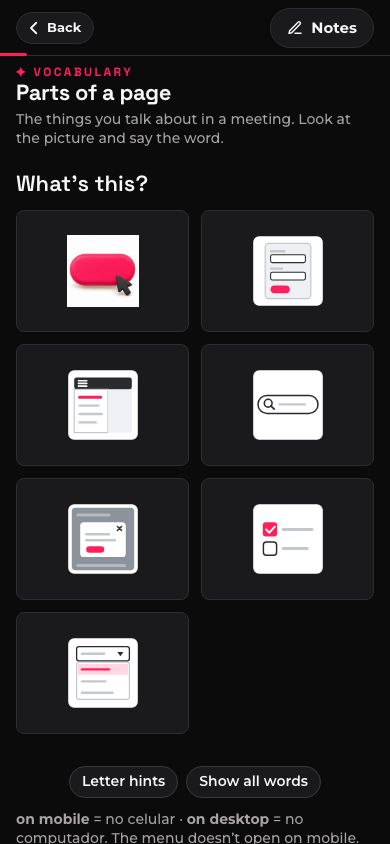 Back
Notes
VOCABULARY
Parts of a page
The things you talk about in a meeting. Look at
the picture and say the word.
What's this?
Letter hints
Show all words
on mobile = no celular · on desktop = no
computador. The menu doesn't open on mobile.